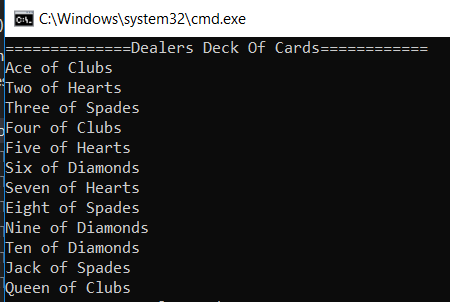 C:\Windows\system32\cmd.exe
==============Dealers Deck Of Cards============
Ace of Clubs
Two of Hearts
Three of Spades
Four of Clubs
Five of Hearts
Six of Diamonds
Seven of Hearts
Eight of Spades
Nine of Diamonds
Ten of Diamonds
Jack of Spades
Queen of Clubs